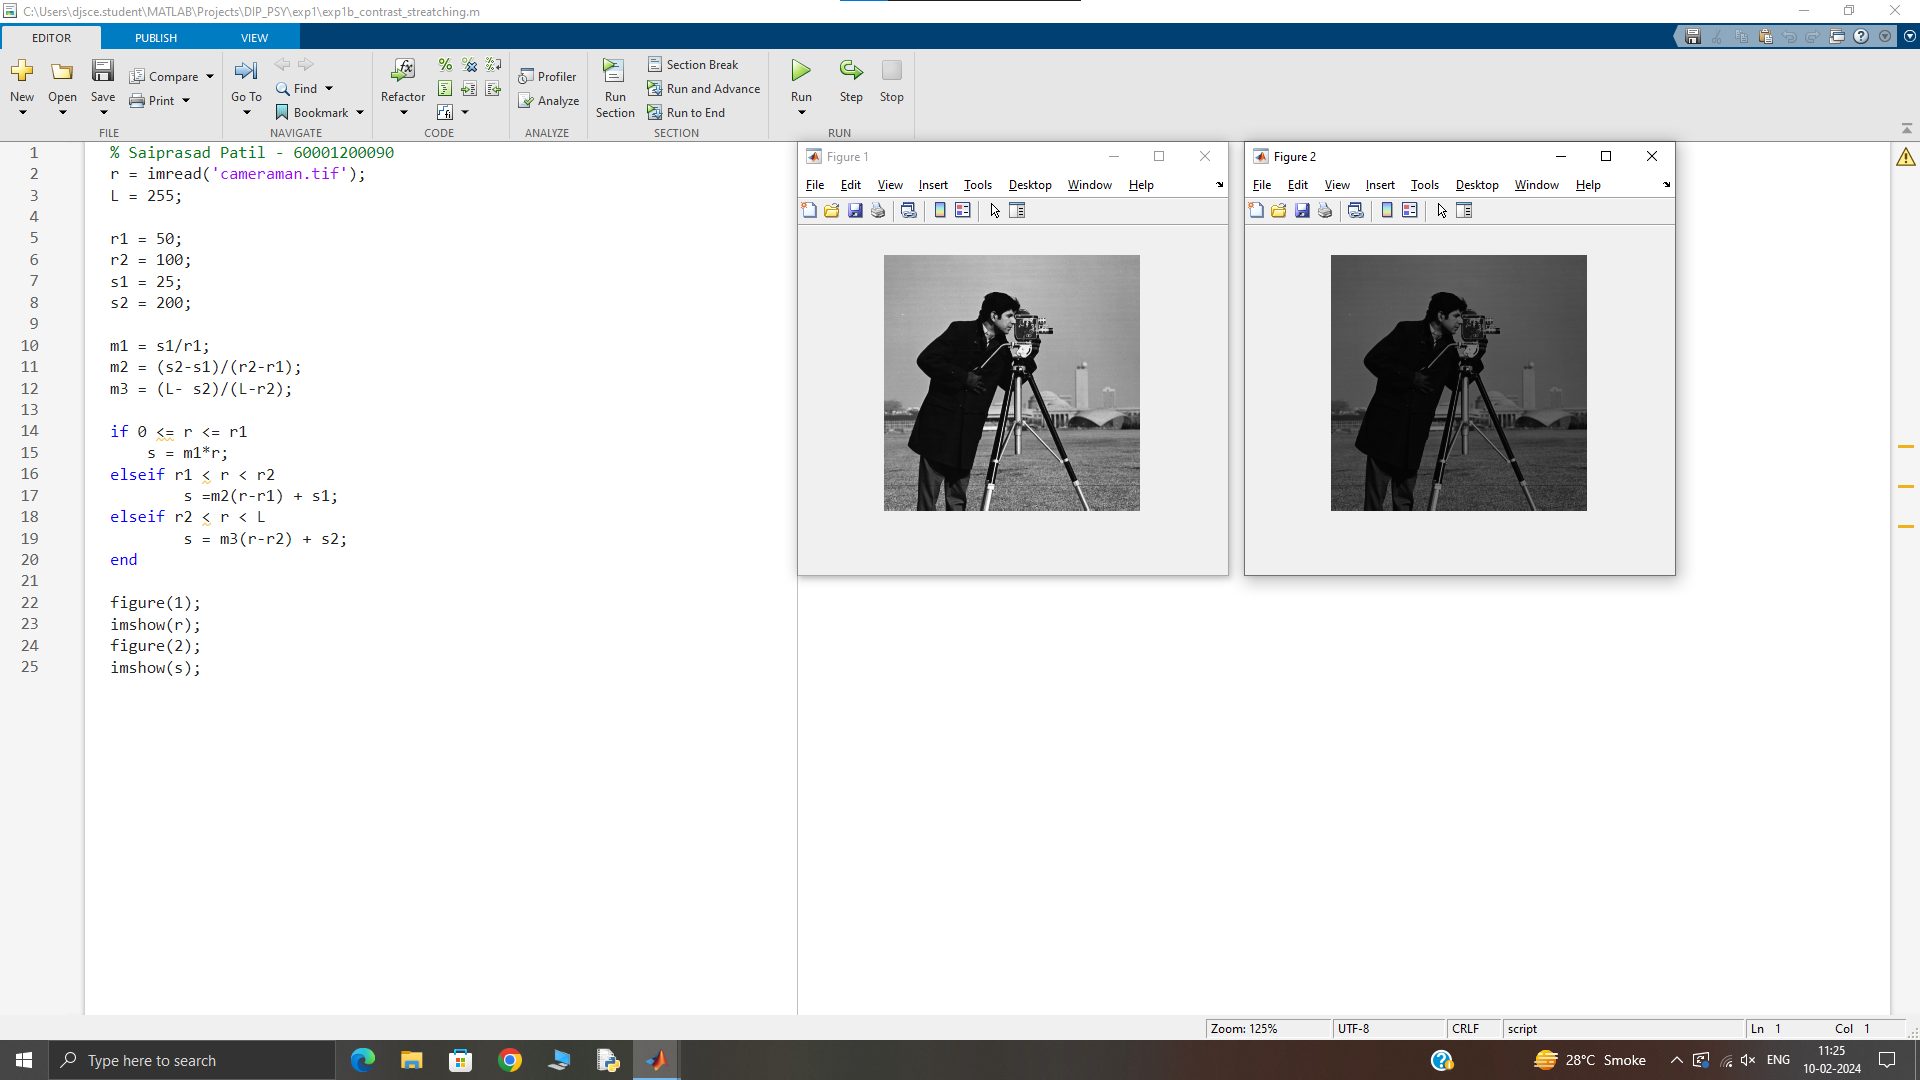 C:\Users\djsce.student\MATLAB\Projects\DIP_PSY\exp1\exp1b_contrast_streatching.m
EDITOR PUBLISH VIEW
New Open Save Compare Print
Go To Find Bookmark
Refactor
Profiler Analyze
Run Section Section Break Run and Advance Run to End
Run Step Stop
FILE NAVIGATE CODE ANALYZE SECTION RUN
1 % Saiprasad Patil - 60001200090
2 r = imread('cameraman.tif');
3 L = 255;
4
5 r1 = 50;
6 r2 = 100;
7 s1 = 25;
8 s2 = 200;
9
10 m1 = s1/r1;
11 m2 = (s2-s1)/(r2-r1);
12 m3 = (L- s2)/(L-r2);
13
14 if 0 <= r <= r1
15 s = m1*r;
16 elseif r1 < r < r2
17 s =m2(r-r1) + s1;
18 elseif r2 < r < L
19 s = m3(r-r2) + s2;
20 end
21
22 figure(1);
23 imshow(r);
24 figure(2);
25 imshow(s);
Figure 1
File Edit View Insert Tools Desktop Window Help
Figure 2
File Edit View Insert Tools Desktop Window Help
Zoom: 125% UTF-8 CRLF script Ln 1 Col 1
Type here to search
28°C Smoke
ENG
11:25
10-02-2024